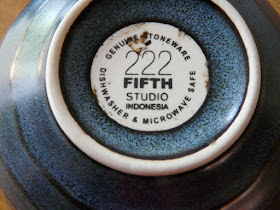 GENUINE STONEWARE
222
FIFTH
STUDIO
INDONESIA
DISHWASHER & MICROWAVE SAFE